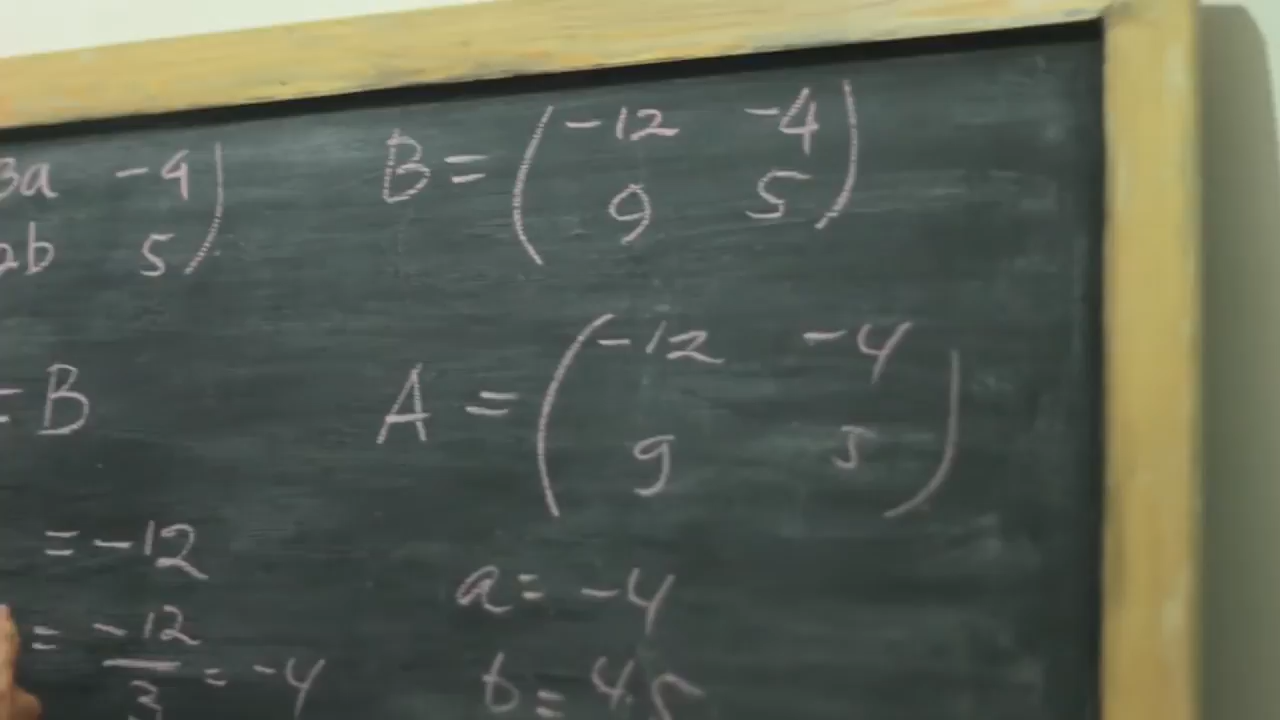 3a -4 ) B = ( -12 -4 )
2b 5 9 5
= B A = ( -12 -4 )
9 5
= -12 a = -4
= -12/3 = -4 b = 4.5